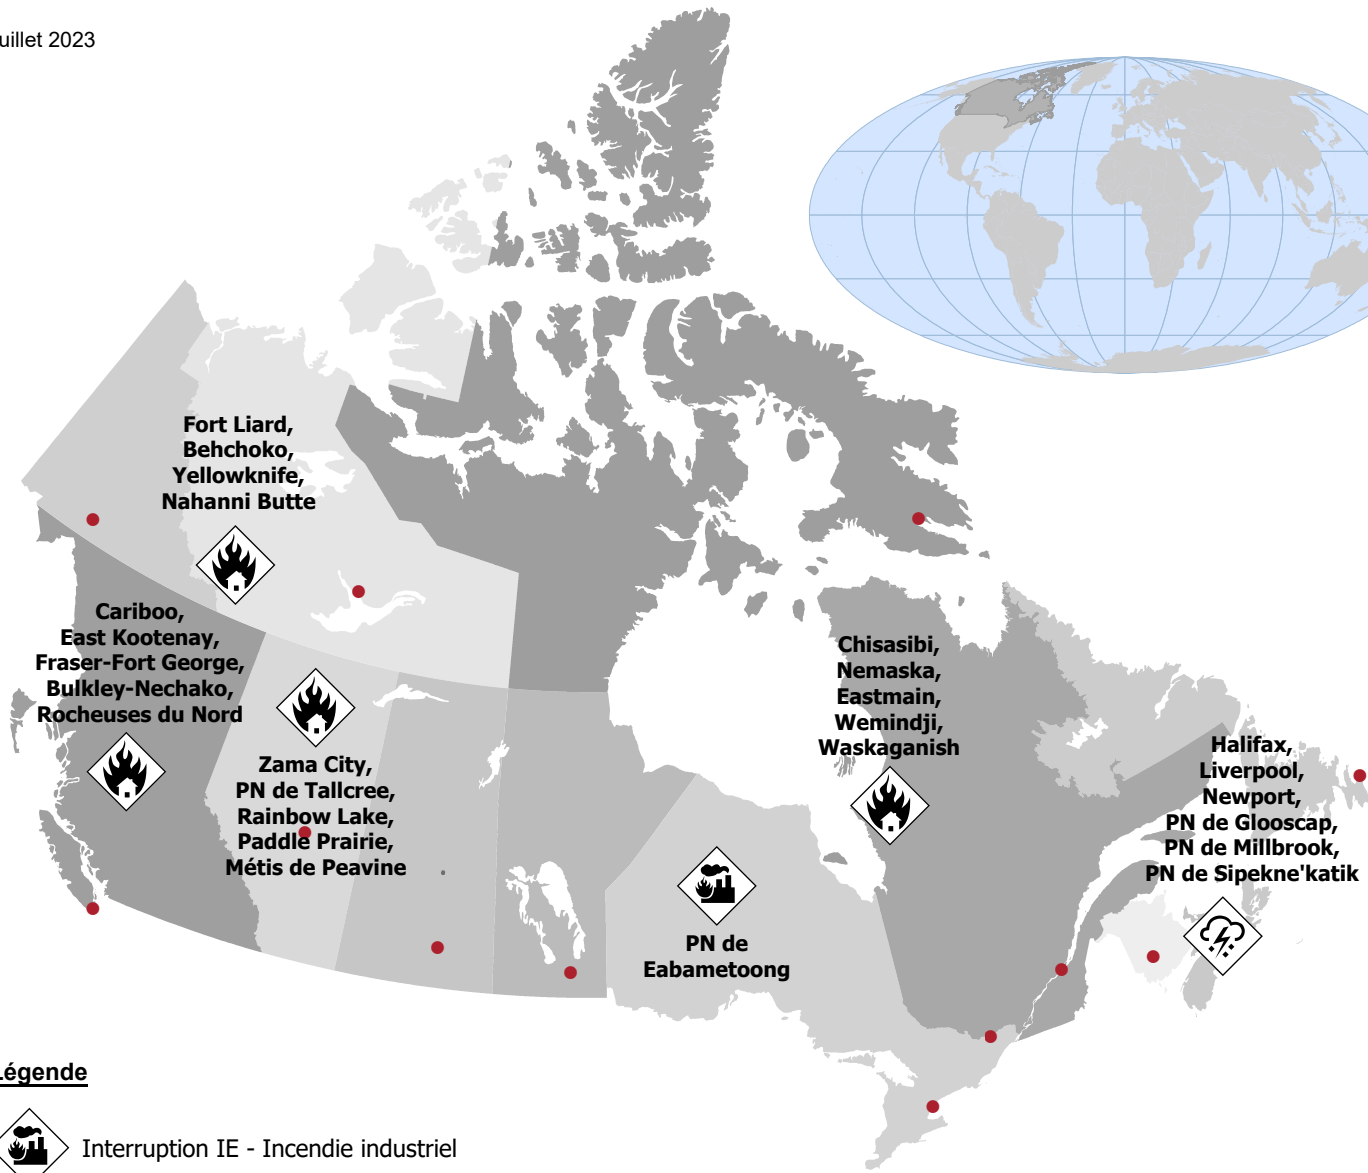 uillet 2023
Fort Liard,
Behchoko,
Yellowknife,
Nahanni Butte
Cariboo,
East Kootenay,
Fraser-Fort George,
Bulkley-Nechako,
Rocheuses du Nord
Zama City,
PN de Tallcree,
Rainbow Lake,
Paddle Prairie,
Métis de Peavine
PN de
Eabametoong
Chisasibi,
Nemaska,
Eastmain,
Wemindji,
Waskaganish
Halifax,
Liverpool,
Newport,
PN de Glooscap,
PN de Millbrook,
PN de Sipekne'katik
Légende
Interruption IE - Incendie industriel